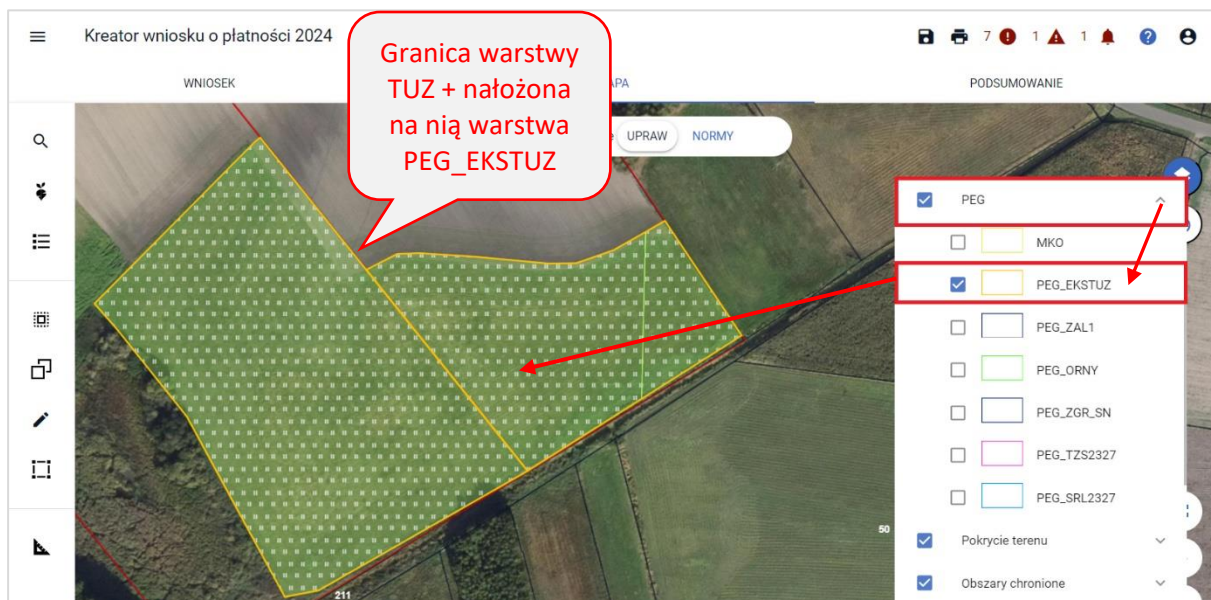 Kreator wniosku o płatności 2024
7 1 1
WNIOSEK
PODSUMOWANIE
Granica warstwy
TUZ + nałożona
na nią warstwa
PEG_EKSTUZ
UPRAW NORMY
PEG
MKO
PEG_EKSTUZ
PEG_ZAL1
PEG_ORNY
PEG_ZGR_SN
PEG_TZS2327
PEG_SRL2327
50
Pokrycie terenu
Obszary chronione
211